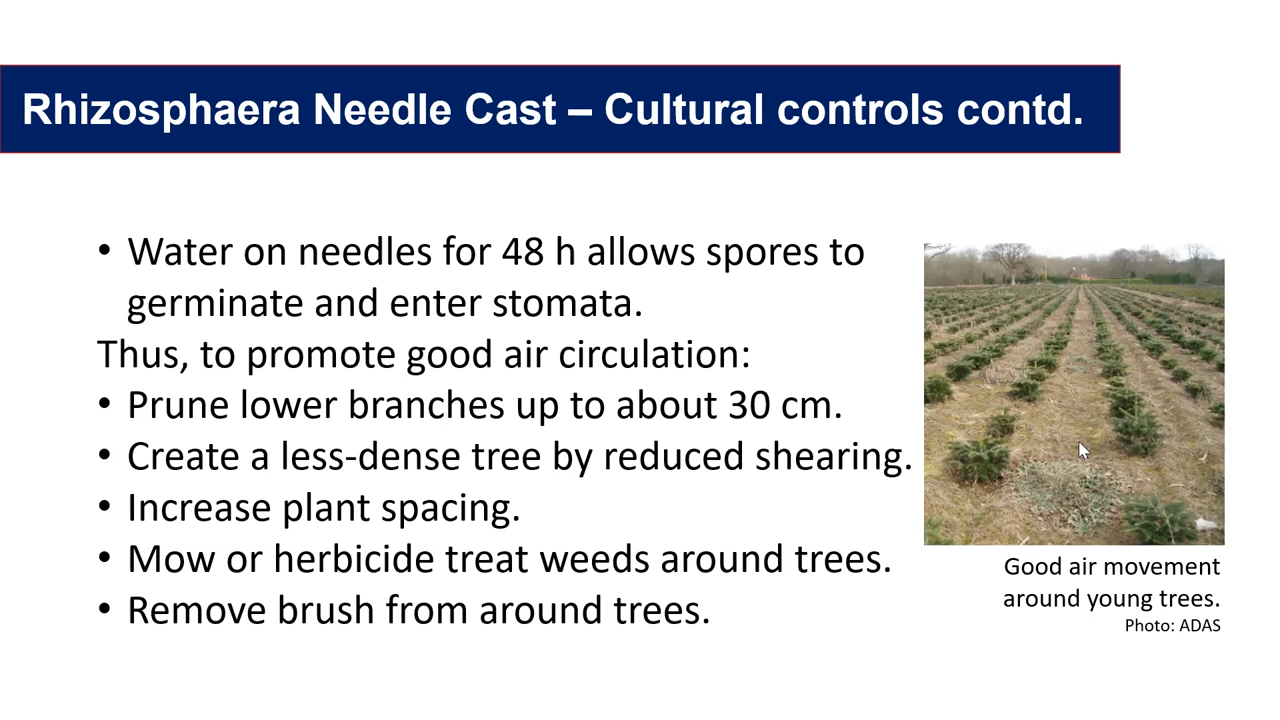 Rhizosphaera Needle Cast – Cultural controls contd.
• Water on needles for 48 h allows spores to
germinate and enter stomata.
Thus, to promote good air circulation:
• Prune lower branches up to about 30 cm.
• Create a less-dense tree by reduced shearing.
• Increase plant spacing.
• Mow or herbicide treat weeds around trees.
• Remove brush from around trees.
Good air movement
around young trees.
Photo: ADAS